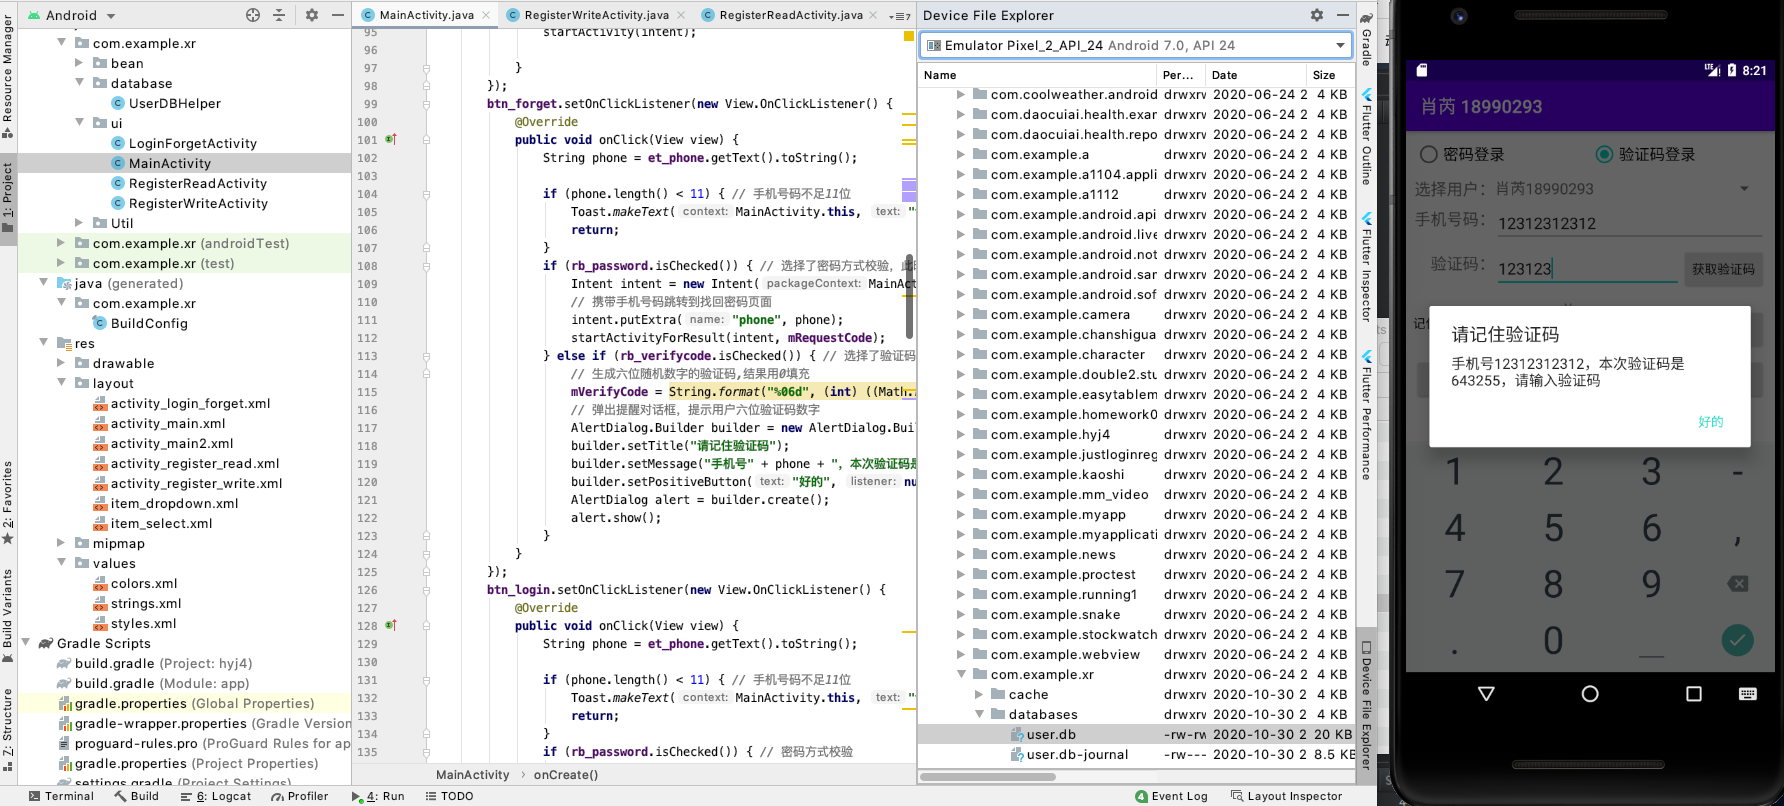 Android
MainActivity.java
RegisterWriteActivity.java
RegisterReadActivity.java
Device File Explorer
Resource Manager
1: Project
2: Favorites
Build Variants
7: Structure
com.example.xr
bean
database
UserDBHelper
ui
LoginForgetActivity
MainActivity
RegisterReadActivity
RegisterWriteActivity
Util
com.example.xr (androidTest)
com.example.xr (test)
java (generated)
com.example.xr
BuildConfig
res
drawable
layout
activity_login_forget.xml
activity_main.xml
activity_main2.xml
activity_register_read.xml
activity_register_write.xml
item_dropdown.xml
item_select.xml
mipmap
values
colors.xml
strings.xml
styles.xml
Gradle Scripts
build.gradle (Project: hyj4)
build.gradle (Module: app)
gradle.properties (Global Properties)
gradle-wrapper.properties (Gradle Version
proguard-rules.pro (ProGuard Rules for ap
gradle.properties (Project Properties)
settings.gradle (Project Settings)
95 startActivity(intent);
96
97 }
98 });
99 btn_forget.setOnClickListener(new View.OnClickListener() {
100 @Override
101 public void onClick(View view) {
102 String phone = et_phone.getText().toString();
103
104 if (phone.length() < 11) { // 手机号码不足11位
105 Toast.makeText( context: MainActivity.this, text: "
106 return;
107 }
108 if (rb_password.isChecked()) { // 选择了密码方式校验，此
109 Intent intent = new Intent( packageContext: MainAc
110 // 携带手机号码跳转到找回密码页面
111 intent.putExtra( name: "phone", phone);
112 startActivityForResult(intent, mRequestCode);
113 } else if (rb_verifycode.isChecked()) { // 选择了验证码
114 // 生成六位随机数字的验证码,结果用0填充
115 mVerifyCode = String.format("%06d", (int) ((Math.
116 // 弹出提醒对话框，提示用户六位验证码数字
117 AlertDialog.Builder builder = new AlertDialog.Bui
118 builder.setTitle("请记住验证码");
119 builder.setMessage("手机号" + phone + "，本次验证码是
120 builder.setPositiveButton( text: "好的", listener: nu
121 AlertDialog alert = builder.create();
122 alert.show();
123 }
124 }
125 });
126 btn_login.setOnClickListener(new View.OnClickListener() {
127 @Override
128 public void onClick(View view) {
129 String phone = et_phone.getText().toString();
130
131 if (phone.length() < 11) { // 手机号码不足11位
132 Toast.makeText( context: MainActivity.this, text: "
133 return;
134 }
135 if (rb_password.isChecked()) { // 密码方式校验
MainActivity > onCreate()
Emulator Pixel_2_API_24 Android 7.0, API 24
Name Per... Date Size
com.coolweather.android drwxrv 2020-06-24 2 4 KB
com.daocuiai.health.exar drwxrv 2020-06-24 2 4 KB
com.daocuiai.health.repo drwxrv 2020-06-24 2 4 KB
com.example.a drwxrv 2020-06-24 2 4 KB
com.example.a1104.appli drwxrv 2020-06-24 2 4 KB
com.example.a1112 drwxrv 2020-06-24 2 4 KB
com.example.android.api drwxrv 2020-06-24 2 4 KB
com.example.android.live drwxrv 2020-06-24 2 4 KB
com.example.android.not drwxrv 2020-06-24 2 4 KB
com.example.android.san drwxrv 2020-06-24 2 4 KB
com.example.android.sof drwxrv 2020-06-24 2 4 KB
com.example.camera drwxrv 2020-06-24 2 4 KB
com.example.chanshigua drwxrv 2020-06-24 2 4 KB
com.example.character drwxrv 2020-06-24 2 4 KB
com.example.double2.stu drwxrv 2020-06-24 2 4 KB
com.example.easytablem drwxrv 2020-06-24 2 4 KB
com.example.homework0 drwxrv 2020-06-24 2 4 KB
com.example.hyj4 drwxrv 2020-06-24 2 4 KB
com.example.justloginreg drwxrv 2020-06-24 2 4 KB
com.example.kaoshi drwxrv 2020-06-24 2 4 KB
com.example.mm_video drwxrv 2020-06-24 2 4 KB
com.example.myapp drwxrv 2020-06-24 2 4 KB
com.example.myapplicati drwxrv 2020-06-24 2 4 KB
com.example.news drwxrv 2020-06-24 2 4 KB
com.example.proctest drwxrv 2020-06-24 2 4 KB
com.example.running1 drwxrv 2020-06-24 2 4 KB
com.example.snake drwxrv 2020-06-24 2 4 KB
com.example.stockwatch drwxrv 2020-06-24 2 4 KB
com.example.webview drwxrv 2020-06-24 2 4 KB
com.example.xr drwxrv 2020-06-24 2 4 KB
cache drwxrv 2020-10-30 2 4 KB
databases drwxrv 2020-10-30 2 4 KB
user.db -rw-rw 2020-10-30 2 20 KB
user.db-journal -rw--- 2020-10-30 2 8.5 KB
Gradle
Flutter Outline
Flutter Inspector
Flutter Performance
Device File Explorer
Terminal
Build
6: Logcat
Profiler
4: Run
TODO
4 Event Log
Layout Inspector
LTE 8:21
肖芮 18990293
密码登录
验证码登录
选择用户：肖芮18990293
手机号码：12312312312
验证码：123123
获取验证码
请记住验证码
手机号12312312312，本次验证码是
643255，请输入验证码
好的
1 2 3 -
4 5 6 ,
7 8 9
. 0